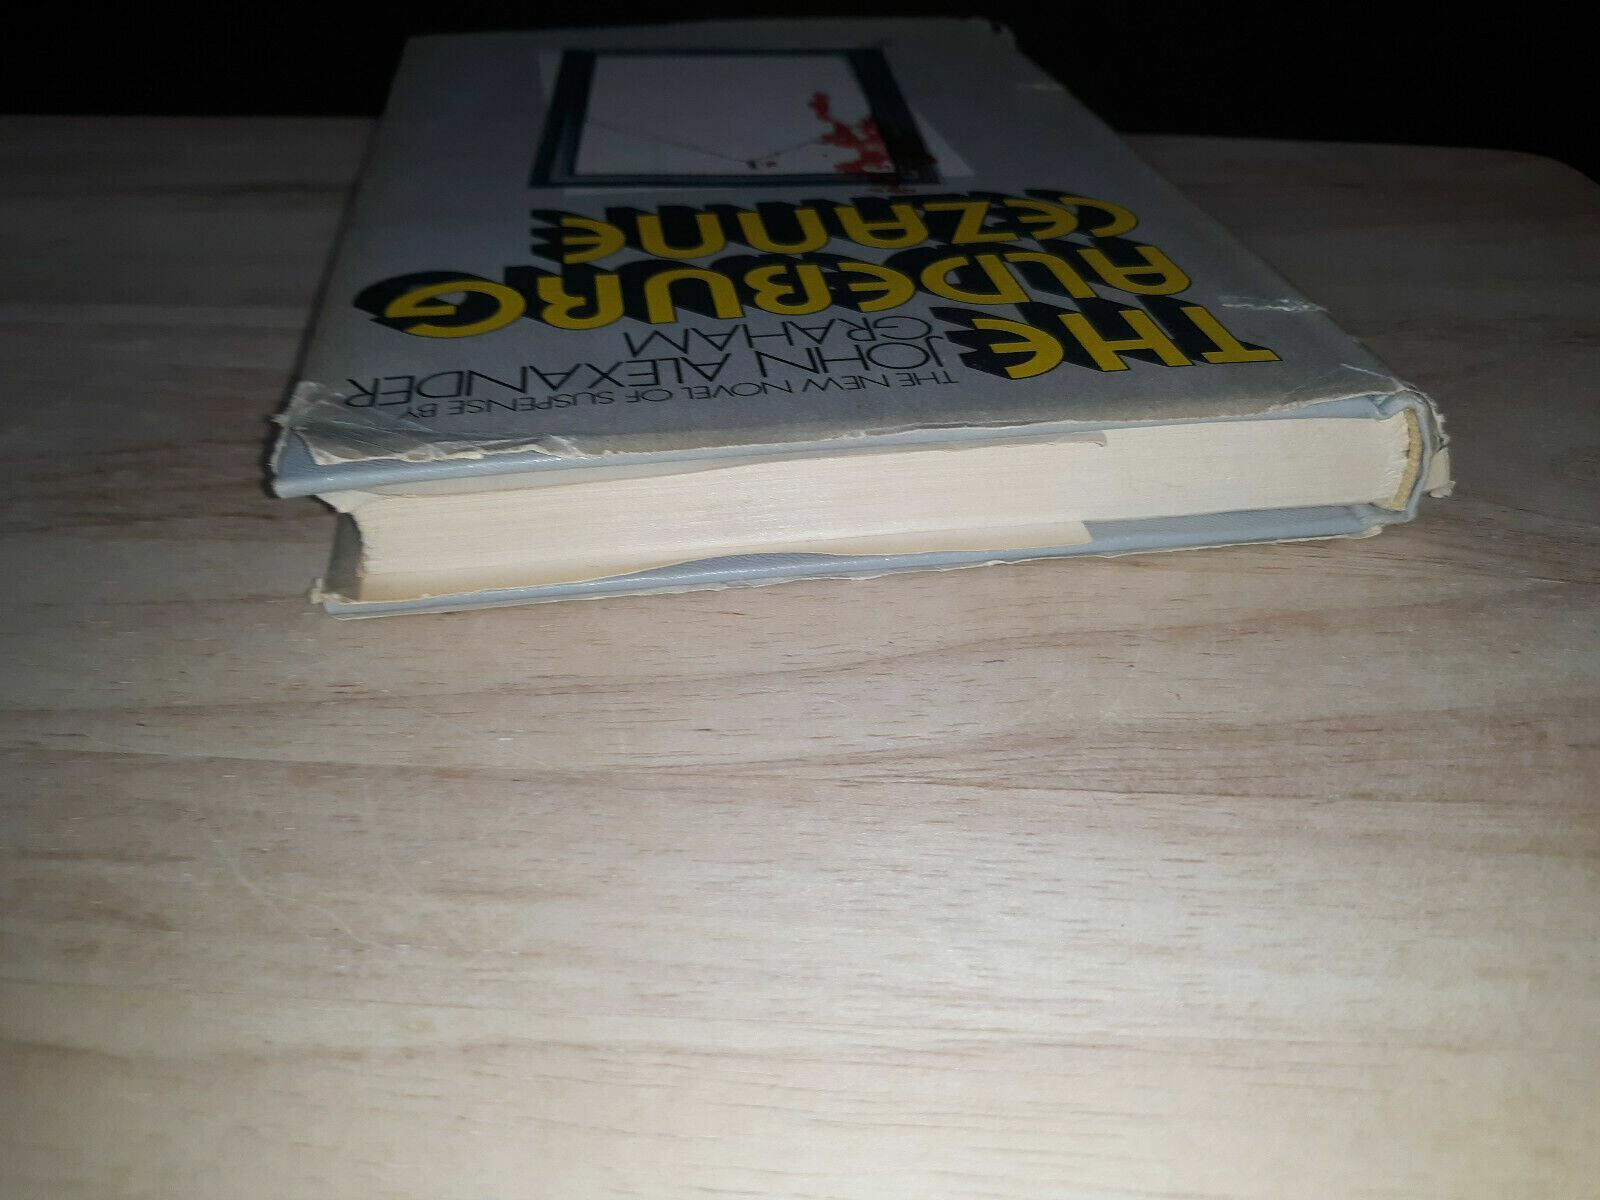 THE NEW NOVEL OF SUSPENSE BY
JOHN ALEXANDER
GRAHAM
THE
ALDEBURG
CEZANNE